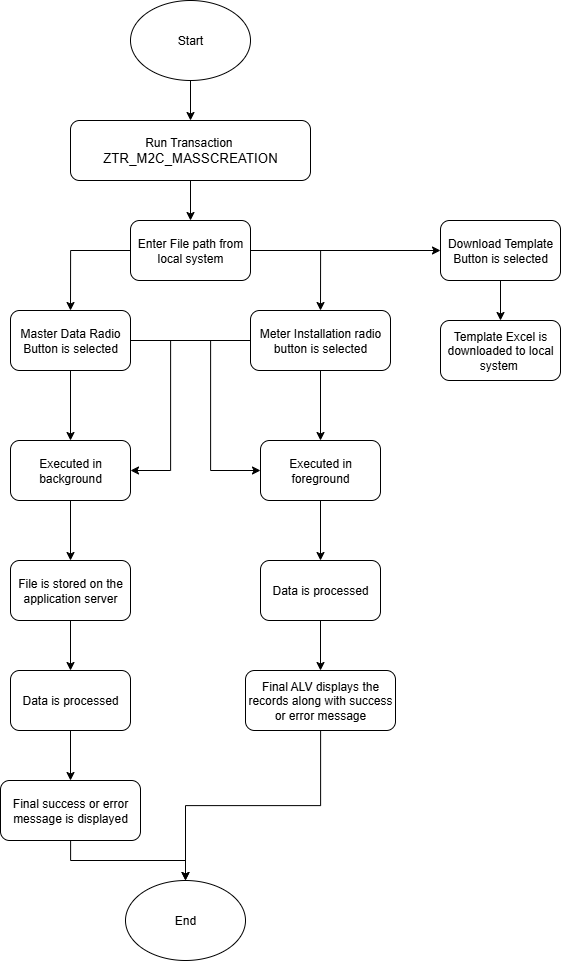 Start
Run Transaction
ZTR_M2C_MASSCREATION
Enter File path from
local system
Download Template
Button is selected
Master Data Radio
Button is selected
Meter Installation radio
button is selected
Template Excel is
downloaded to local
system
Executed in
background
Executed in
foreground
File is stored on the
application server
Data is processed
Data is processed
Final ALV displays the
records along with success
or error message
Final success or error
message is displayed
End